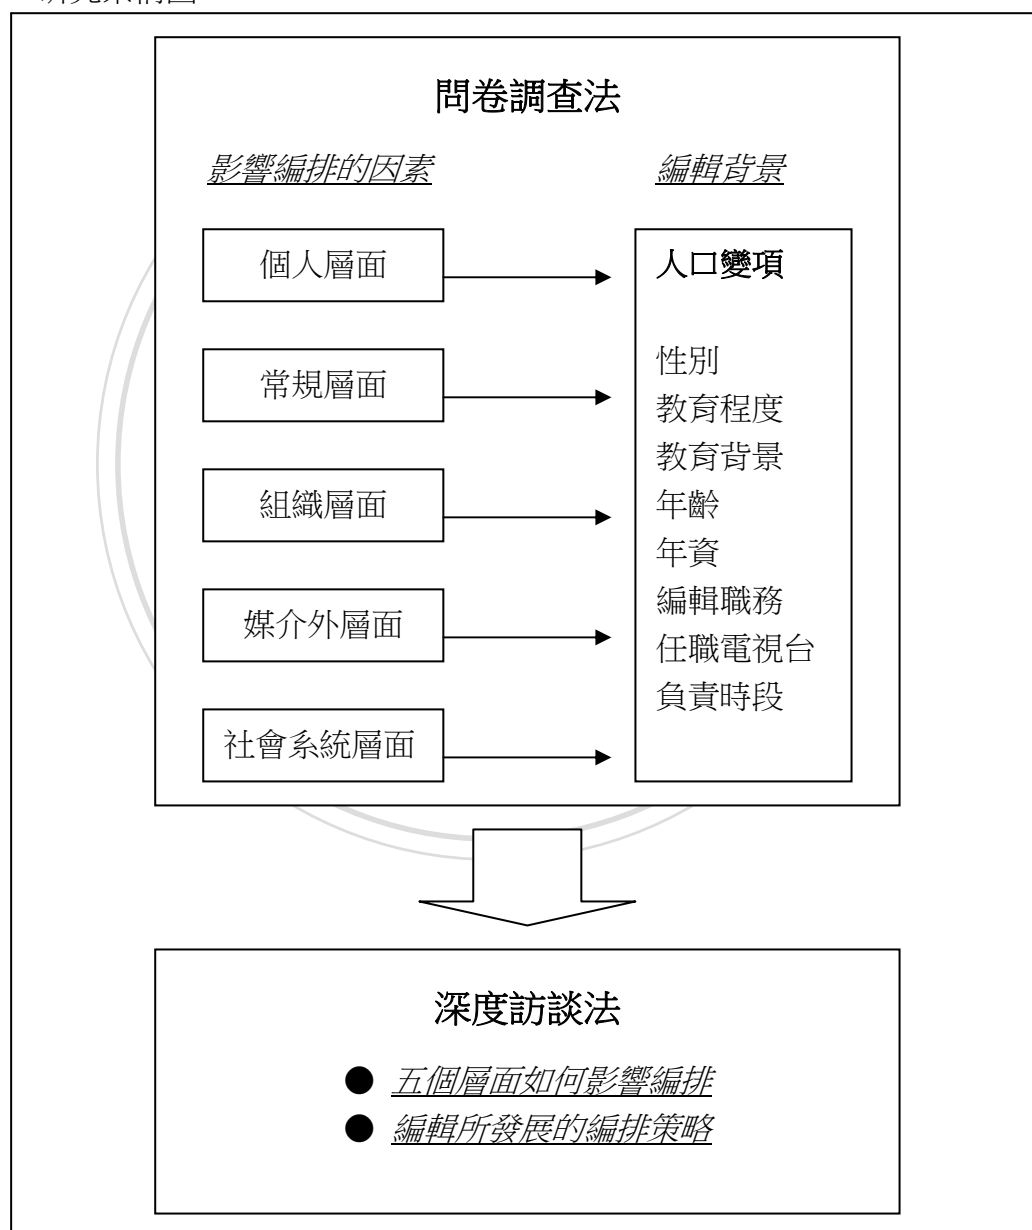 問卷調查法
影響編排的因素
編輯背景
個人層面
常規層面
組織層面
媒介外層面
社會系統層面
人口變項
性別
教育程度
教育背景
年齡
年資
編輯職務
任職電視台
負責時段
深度訪談法
● 五個層面如何影響編排
● 編輯所發展的編排策略